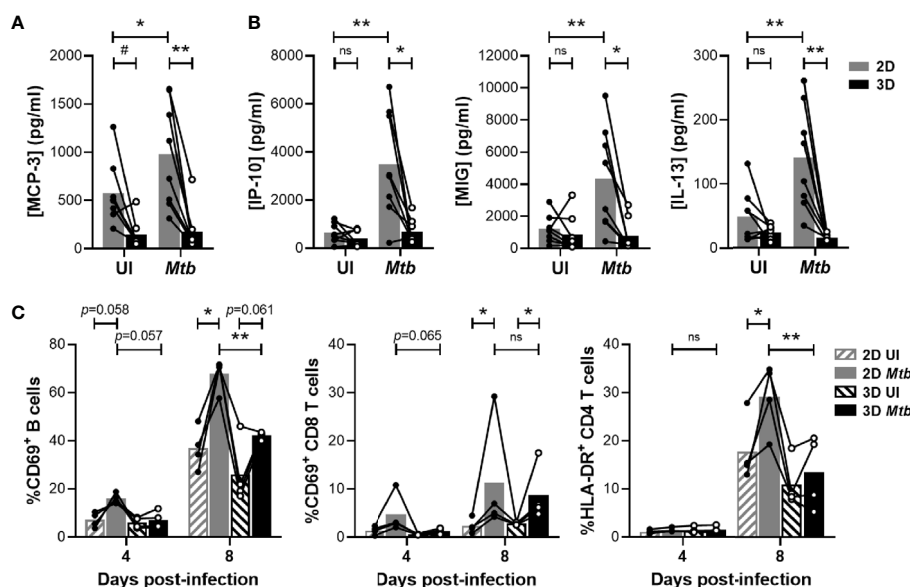 A
B
*
#
**
2000
1500
1000
500
0
[MCP-3] (pg/ml)
UI
Mtb
**
ns
*
8000
6000
4000
2000
0
[IP-10] (pg/ml)
UI
Mtb
**
ns
*
12000
10000
8000
6000
4000
2000
0
[MIG] (pg/ml)
UI
Mtb
**
ns
**
300
200
100
0
[IL-13] (pg/ml)
UI
Mtb
2D
3D
C
p=0.058
p=0.057
*
p=0.061
**
80
60
40
20
0
%CD69+ B cells
4
8
Days post-infection
p=0.065
*
*
ns
40
30
20
10
0
%CD69+ CD8 T cells
4
8
Days post-infection
ns
*
**
40
30
20
10
0
%HLA-DR+ CD4 T cells
4
8
Days post-infection
2D UI
2D Mtb
3D UI
3D Mtb